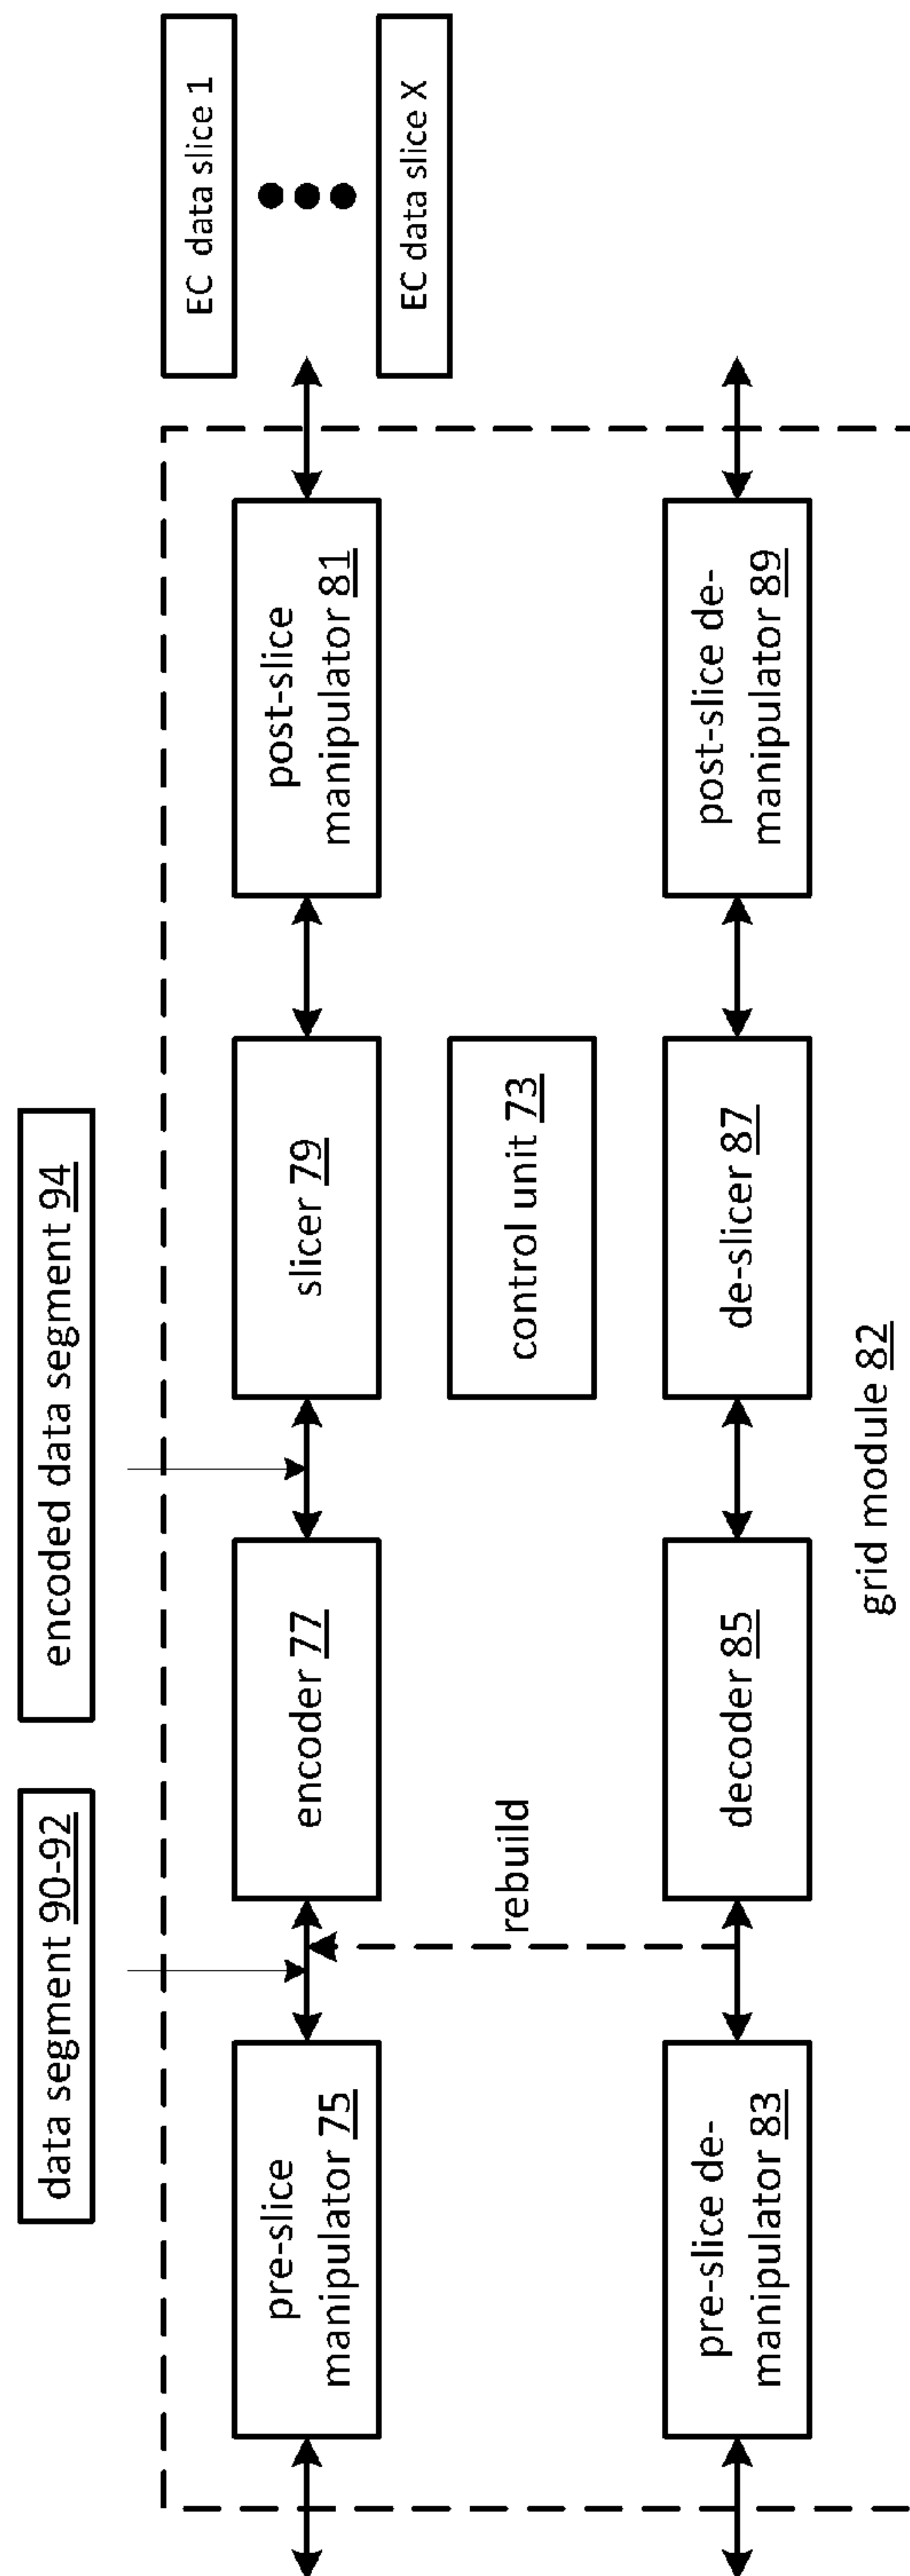 data segment 90-92
encoded data segment 94
EC data slice 1
EC data slice X
pre-slice
manipulator 75
encoder 77
slicer 79
post-slice
manipulator 81
rebuild
control unit 73
pre-slice de-
manipulator 83
decoder 85
de-slicer 87
post-slice de-
manipulator 89
grid module 82